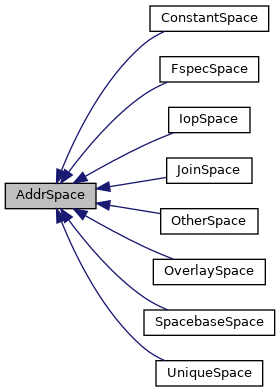 ConstantSpace
FspecSpace
IopSpace
JoinSpace
AddrSpace
OtherSpace
OverlaySpace
SpacebaseSpace
UniqueSpace